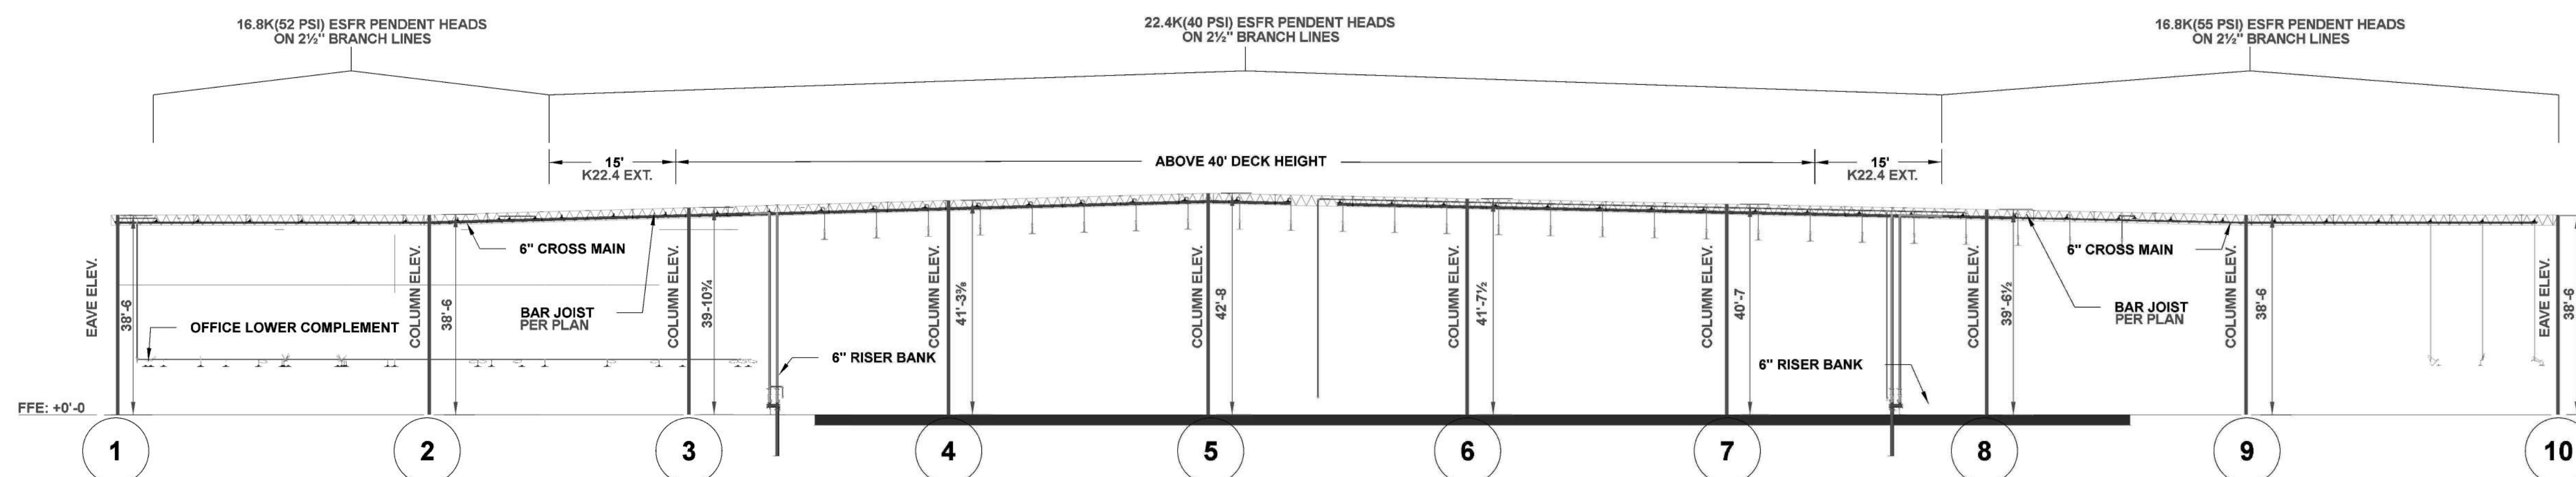 16.8K(52 PSI) ESFR PENDENT HEADS
ON 2½" BRANCH LINES
22.4K(40 PSI) ESFR PENDENT HEADS
ON 2½" BRANCH LINES
16.8K(55 PSI) ESFR PENDENT HEADS
ON 2½" BRANCH LINES
15'
K22.4 EXT.
ABOVE 40' DECK HEIGHT
15'
K22.4 EXT.
EAVE ELEV.
38'-6
OFFICE LOWER COMPLEMENT
COLUMN ELEV.
38'-6
6" CROSS MAIN
BAR JOIST
PER PLAN
COLUMN ELEV.
39'-10¾
6" RISER BANK
COLUMN ELEV.
41'-3⅜
COLUMN ELEV.
42'-8
COLUMN ELEV.
41'-7½
COLUMN ELEV.
40'-7
6" RISER BANK
COLUMN ELEV.
39'-6½
6" CROSS MAIN
BAR JOIST
PER PLAN
COLUMN ELEV.
38'-6
EAVE ELEV.
38'-6
FFE: +0'-0
1
2
3
4
5
6
7
8
9
10